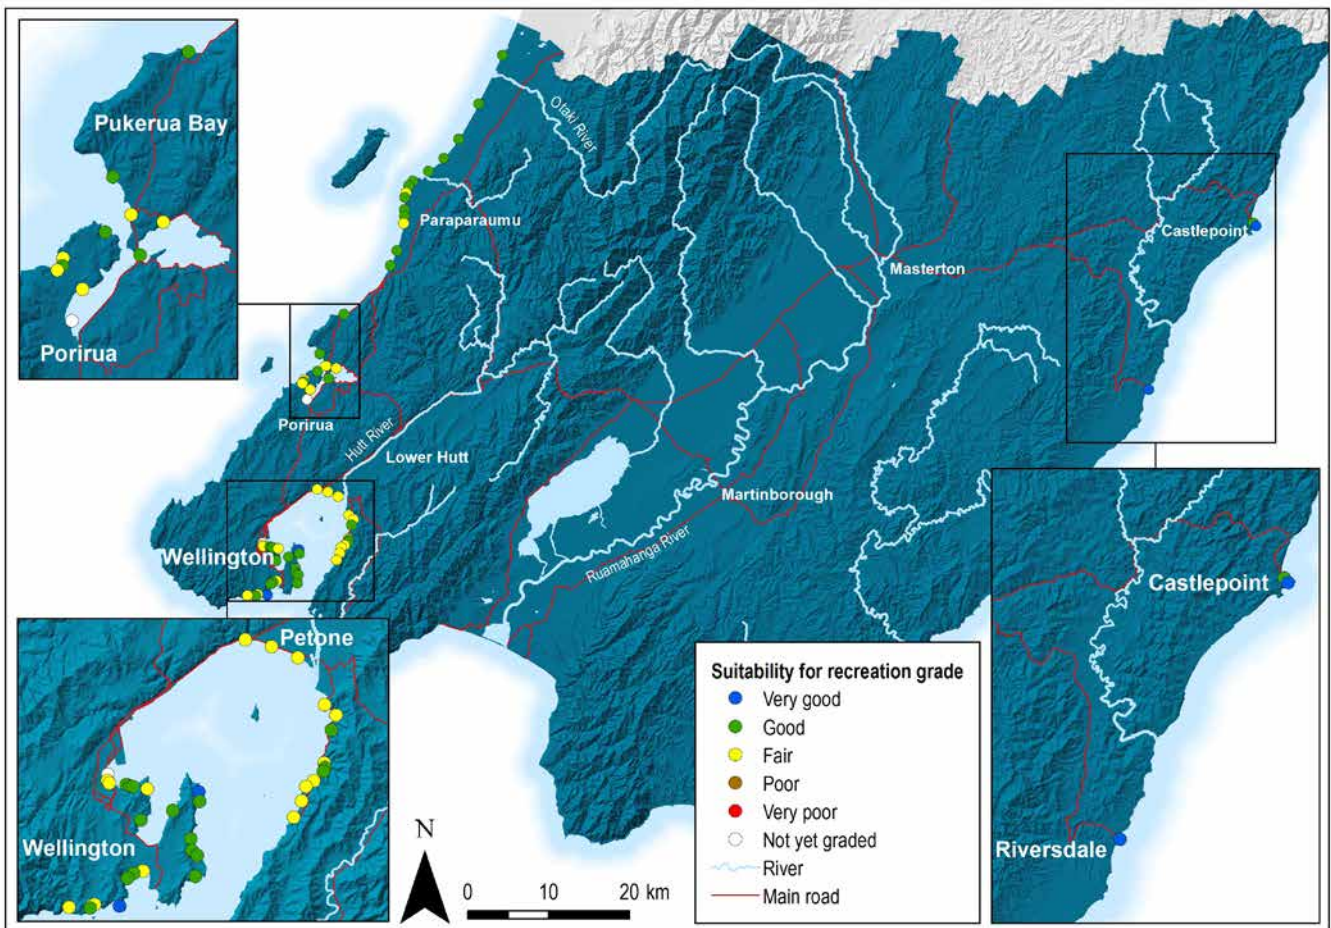 Pukerua Bay
Porirua
Otaki River
Paraparaumu
Masterton
Castlepoint
Porirua
Hutt River
Lower Hutt
Martinborough
Wellington
Ruamahanga River
Petone
Wellington
Castlepoint
Riversdale
N
0 10 20 km
Suitability for recreation grade
Very good
Good
Fair
Poor
Very poor
Not yet graded
River
Main road